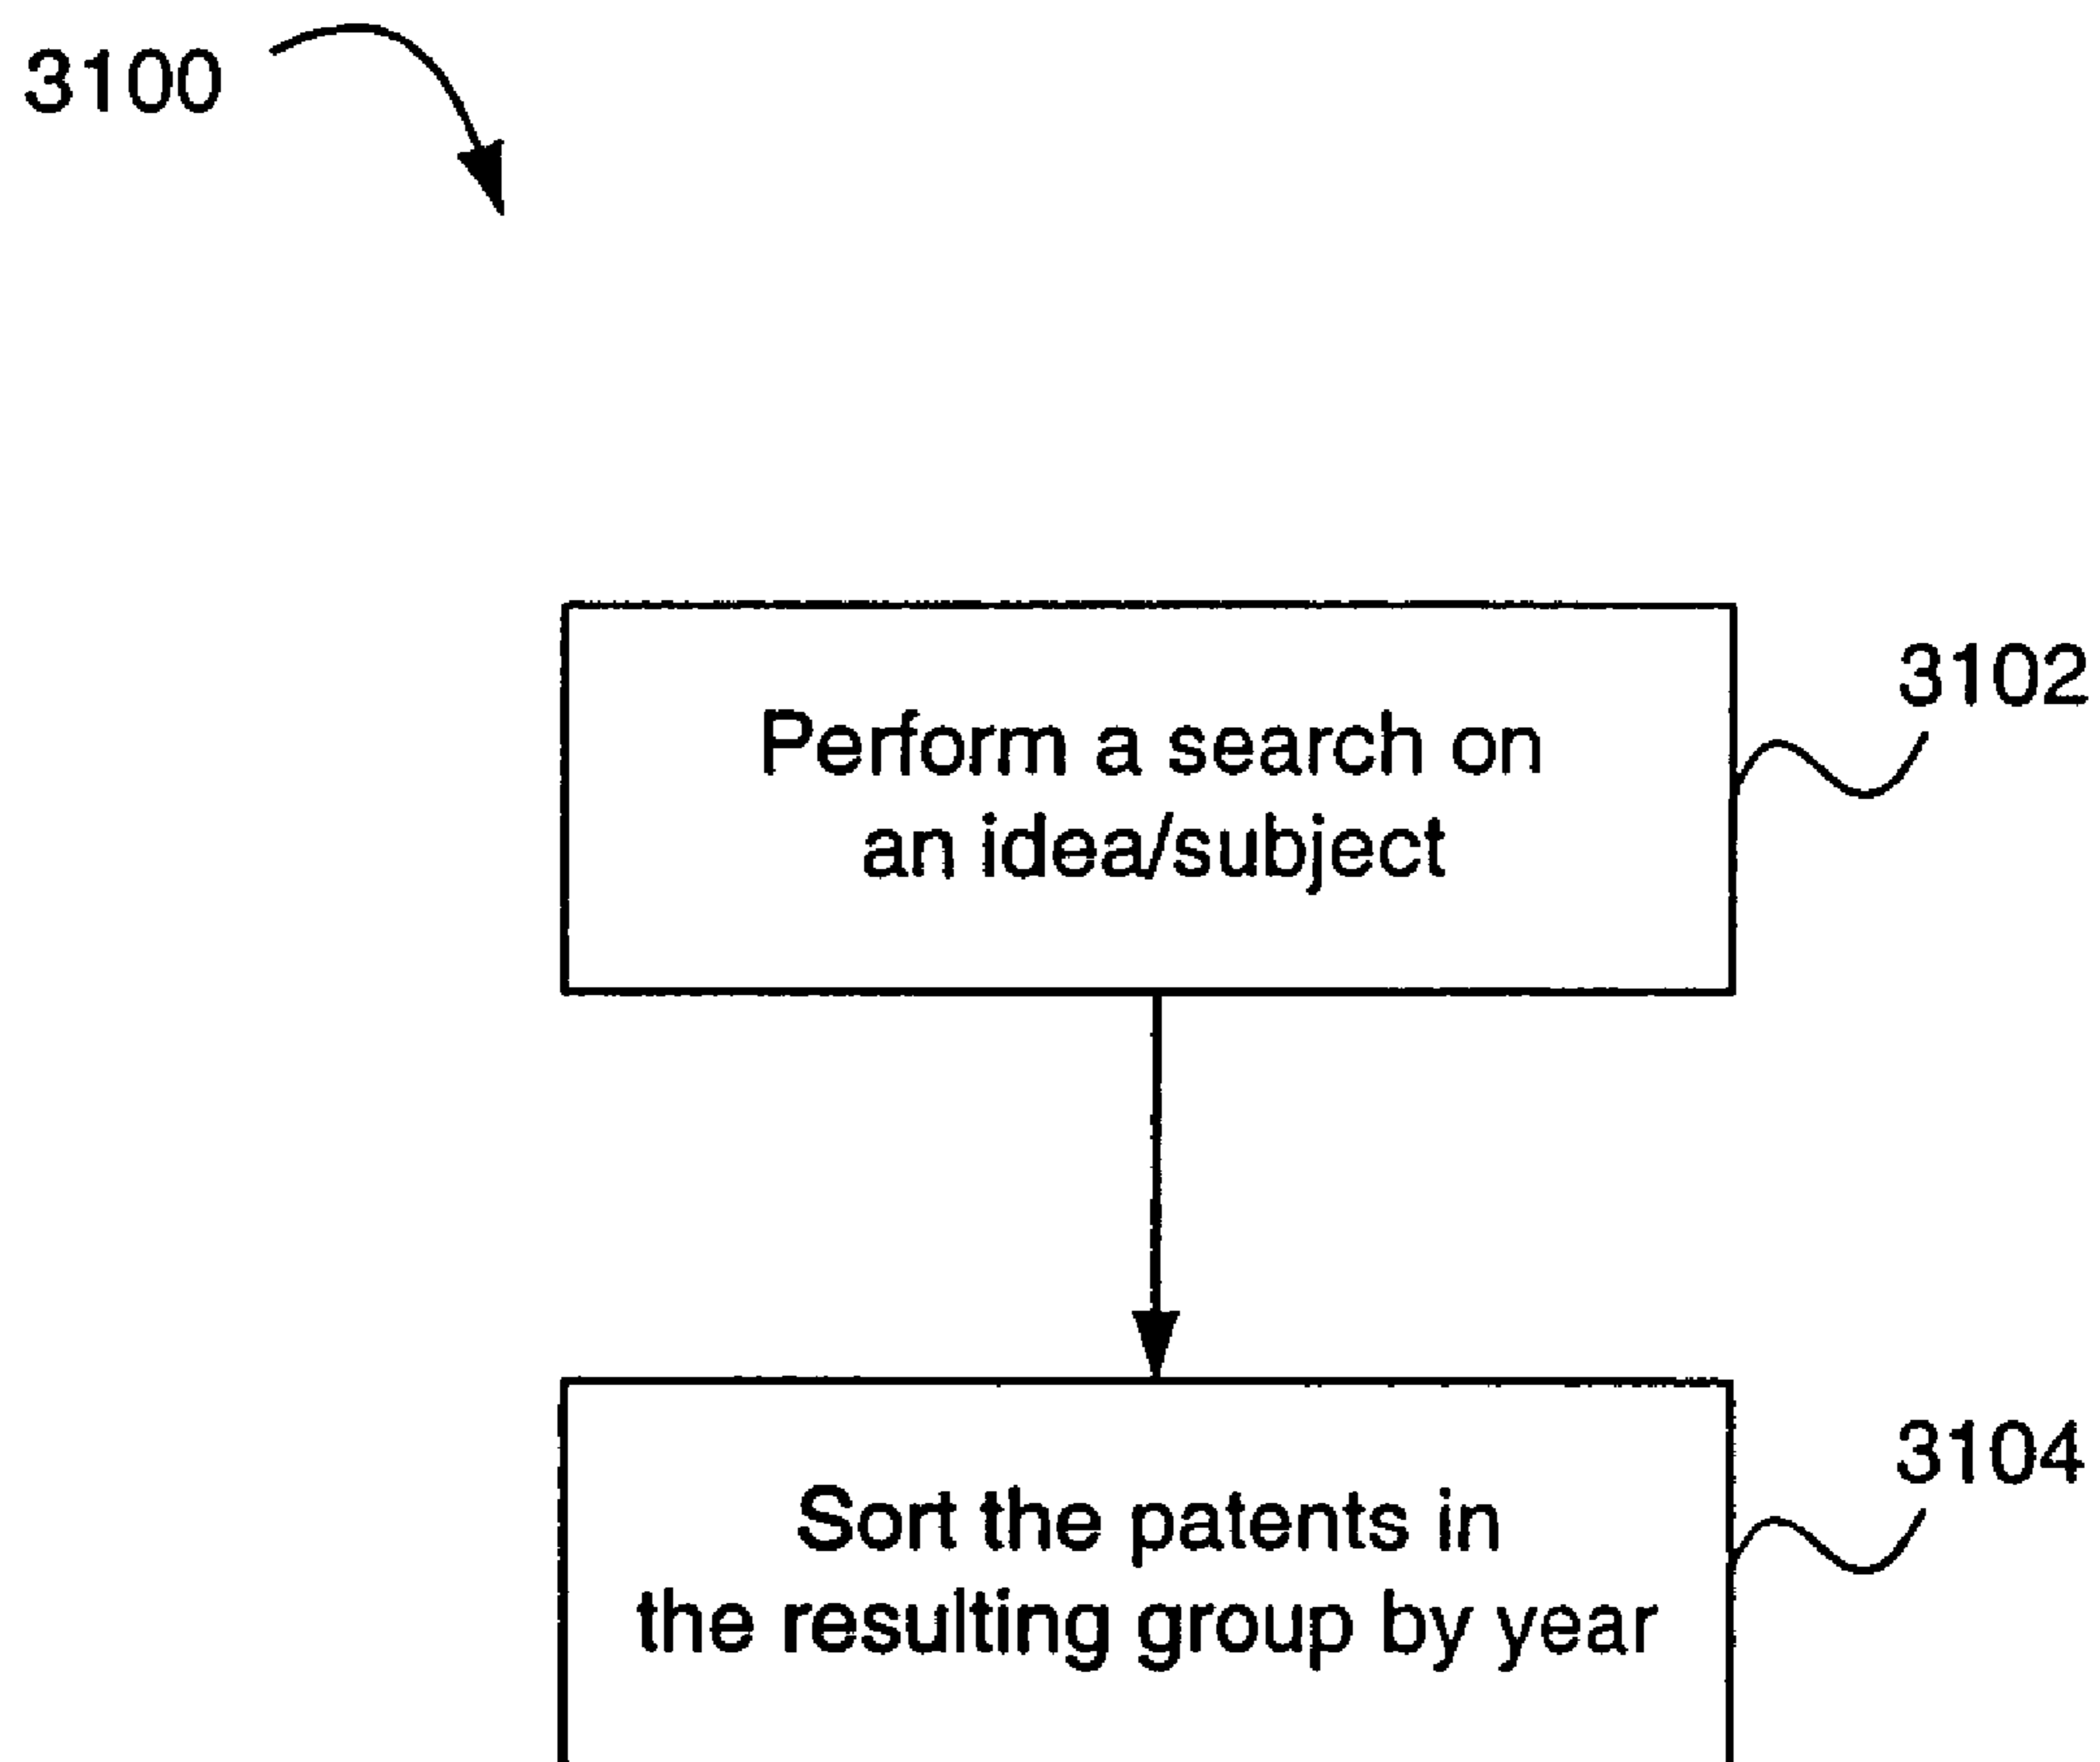 3100
3102
Perform a search on
an idea/subject
3104
Sort the patents in
the resulting group by year